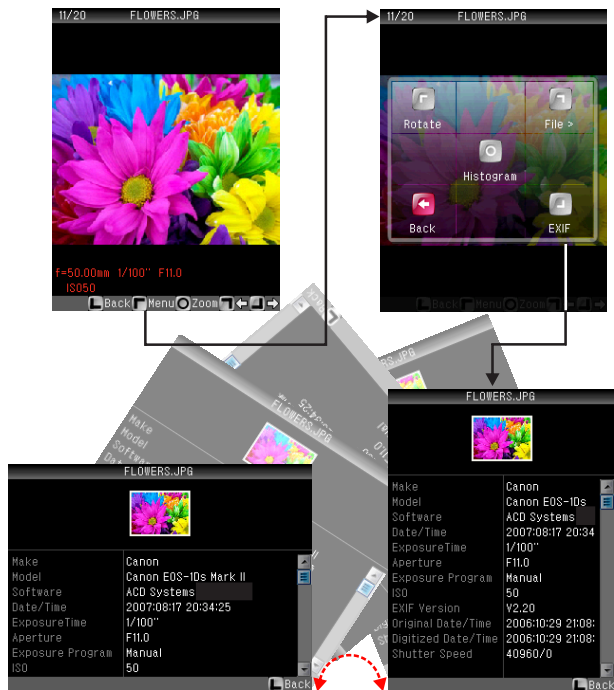 11/20 FLOWERS.JPG
f=50.00mm 1/100'' F11.0
ISO50
Back Menu Zoom
11/20 FLOWERS.JPG
Rotate File >
Histogram
Back EXIF
Back Menu Zoom
Back
FLOWERS.JPG
Make
Model
FLOWERS.JPG
Make Canon
Model Canon EOS-1Ds Mark II
Software ACD Systems
Date/Time 2007:08:17 20:34:25
ExposureTime 1/100''
Aperture F11.0
Exposure Program Manual
ISO 50
Back
FLOWERS.JPG
Make Canon
Model Canon EOS-1Ds
Software ACD Systems
Date/Time 2007:08:17 20:34
ExposureTime 1/100''
Aperture F11.0
Exposure Program Manual
ISO 50
EXIF Version V2.20
Original Date/Time 2006:10:29 21:08:
Digitized Date/Time 2006:10:29 21:08:
Shutter Speed 40960/0
Back